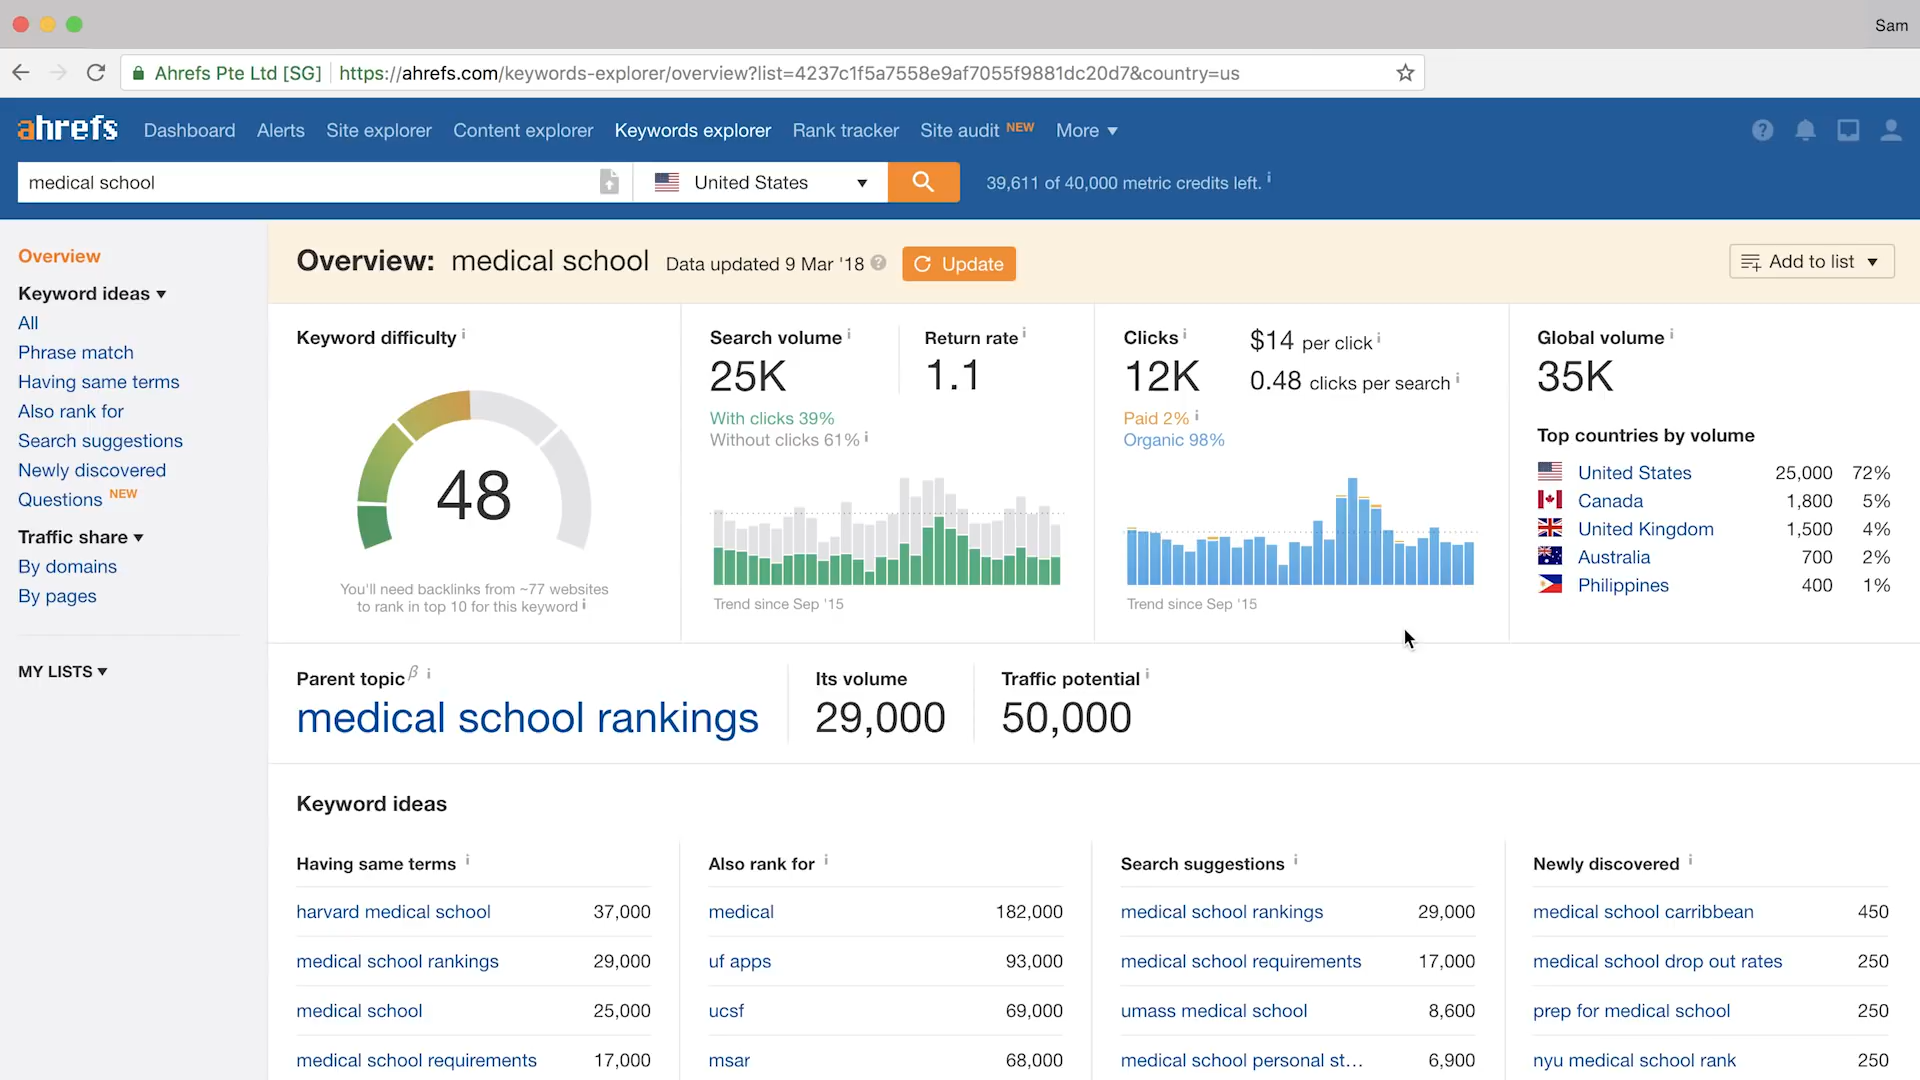 Sam
Ahrefs Pte Ltd [SG] https://ahrefs.com/keywords-explorer/overview?list=4237c1f5a7558e9af7055f9881dc20d7&country=us
ahrefs Dashboard Alerts Site explorer Content explorer Keywords explorer Rank tracker Site audit NEW More
medical school United States 39,611 of 40,000 metric credits left. i
Overview
Keyword ideas
All
Phrase match
Having same terms
Also rank for
Search suggestions
Newly discovered
Questions NEW
Traffic share
By domains
By pages
MY LISTS
Overview: medical school Data updated 9 Mar '18 ? Update Add to list
Keyword difficulty i
48
You'll need backlinks from ~77 websites
to rank in top 10 for this keyword i
Search volume i
25K
With clicks 39%
Without clicks 61% i
Trend since Sep '15
Return rate i
1.1
Clicks i
12K
$14 per click i
0.48 clicks per search i
Paid 2% i
Organic 98%
Trend since Sep '15
Global volume i
35K
Top countries by volume
United States 25,000 72%
Canada 1,800 5%
United Kingdom 1,500 4%
Australia 700 2%
Philippines 400 1%
Parent topic β i
medical school rankings
Its volume
29,000
Traffic potential i
50,000
Keyword ideas
Having same terms i
harvard medical school 37,000
medical school rankings 29,000
medical school 25,000
medical school requirements 17,000
Also rank for i
medical 182,000
uf apps 93,000
ucsf 69,000
msar 68,000
Search suggestions i
medical school rankings 29,000
medical school requirements 17,000
umass medical school 8,600
medical school personal st... 6,900
Newly discovered i
medical school carribbean 450
medical school drop out rates 250
prep for medical school 250
nyu medical school rank 250